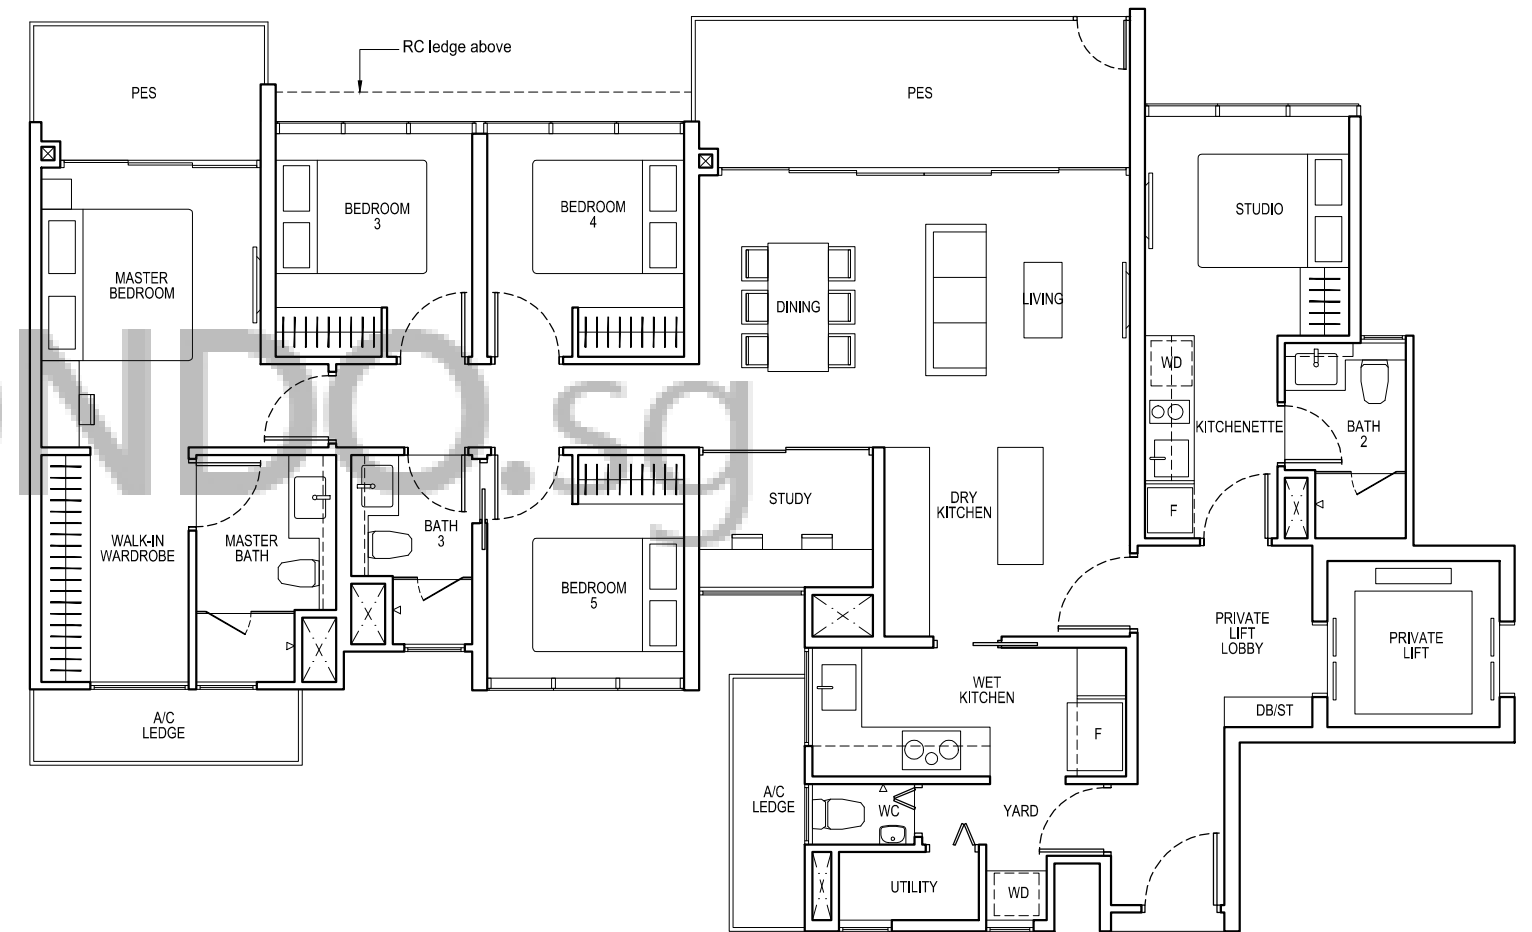 RC ledge above
PES
PES
BEDROOM
3
BEDROOM
4
STUDIO
MASTER
BEDROOM
DINING
LIVING
WD
KITCHENETTE
BATH
2
NDO.sg
STUDY
DRY
KITCHEN
F
WALK-IN
WARDROBE
MASTER
BATH
BATH
3
BEDROOM
5
PRIVATE
LIFT
LOBBY
PRIVATE
LIFT
WET
KITCHEN
A/C
LEDGE
DB/ST
F
A/C
LEDGE
WC
YARD
UTILITY
WD